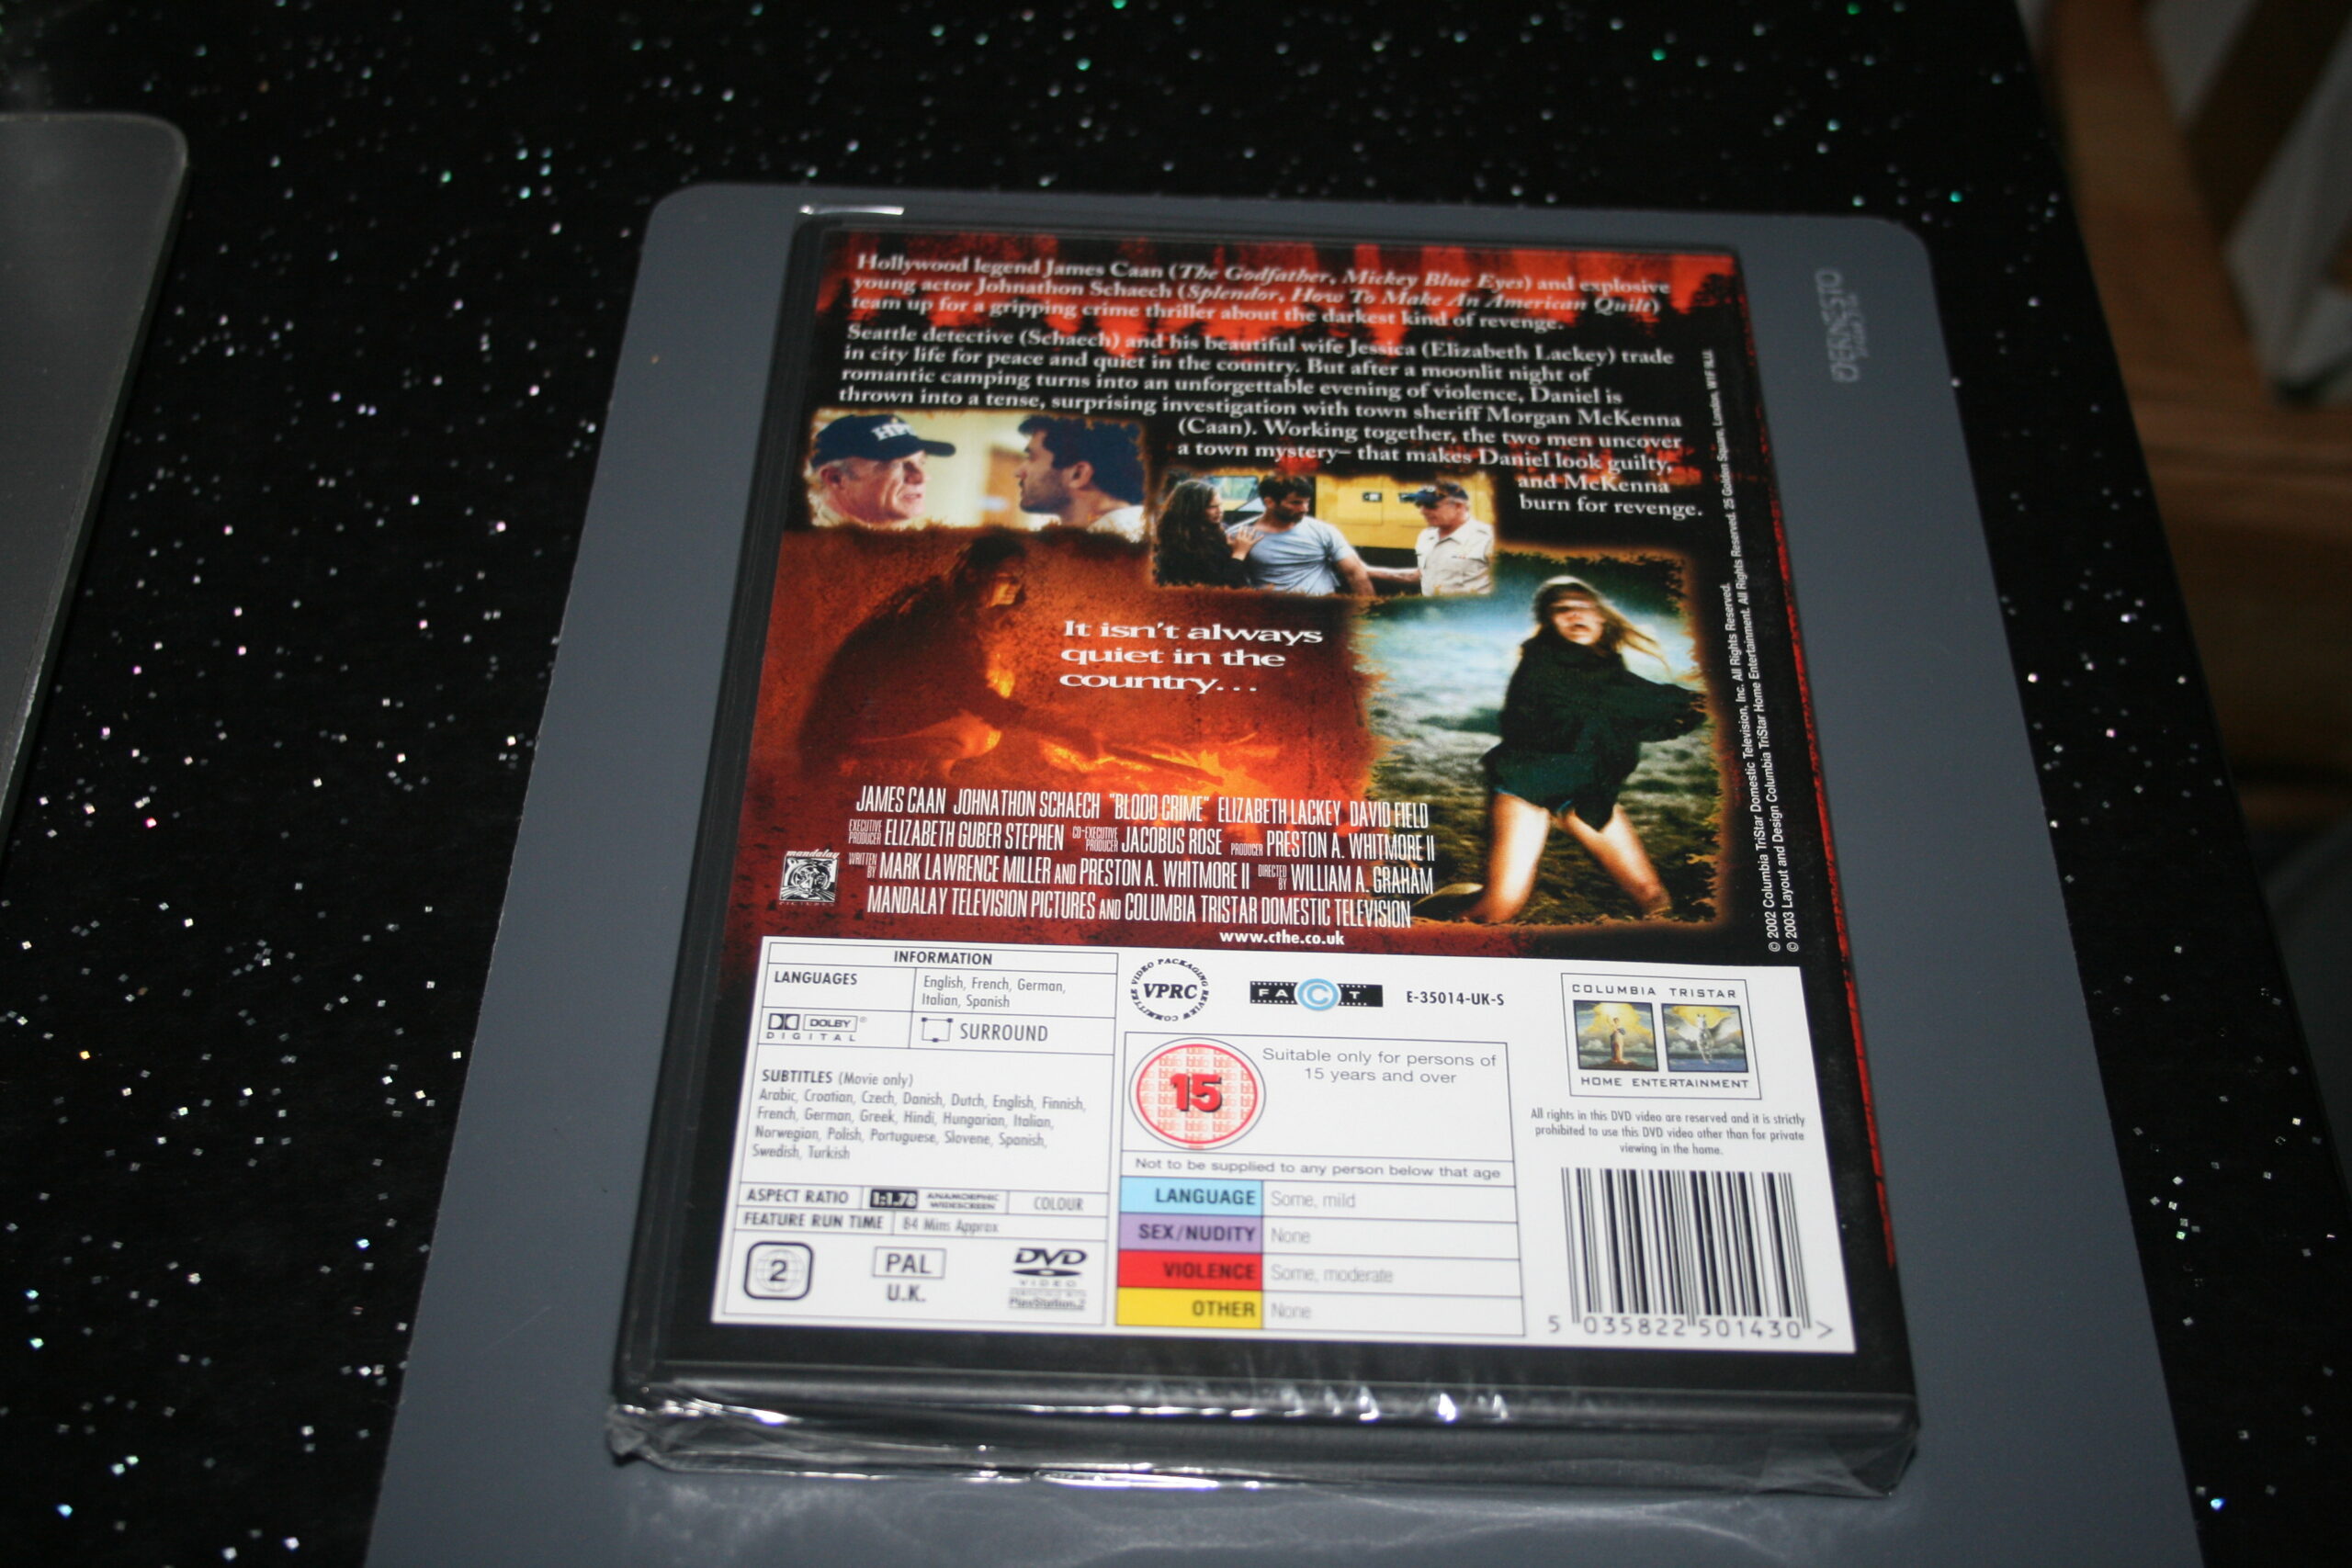 Hollywood legend James Caan (The Godfather, Mickey Blue Eyes) and explosive
young actor Johnathon Schaech (Splendor, How To Make An American Quilt)
team up for a gripping crime thriller about the darkest kind of revenge.
Seattle detective (Schaech) and his beautiful wife Jessica (Elizabeth Lackey) trade
in city life for peace and quiet in the country. But after a moonlit night of
romantic camping turns into an unforgettable evening of violence, Daniel is
thrown into a tense, surprising investigation with town sheriff Morgan McKenna
(Caan). Working together, the two men uncover
a town mystery– that makes Daniel look guilty,
and McKenna
burn for revenge.
It isn't always
quiet in the
country...
JAMES CAAN JOHNATHON SCHAECH "BLOOD CRIME" ELIZABETH LACKEY DAVID FIELD
EXECUTIVE PRODUCER ELIZABETH GUBER STEPHEN CO-EXECUTIVE PRODUCER JACOBUS ROSE PRODUCER PRESTON A. WHITMORE II
WRITTEN BY MARK LAWRENCE MILLER AND PRESTON A. WHITMORE II DIRECTED BY WILLIAM A. GRAHAM
MANDALAY TELEVISION PICTURES AND COLUMBIA TRISTAR DOMESTIC TELEVISION
mandalay
PICTURES
www.cthe.co.uk
© 2002 Columbia TriStar Domestic Television, Inc. All Rights Reserved.
© 2003 Layout and Design Columbia TriStar Home Entertainment. All Rights Reserved. 25 Golden Square, London, W1F 9LU.
INFORMATION
LANGUAGES
English, French, German,
Italian, Spanish
DOLBY
DIGITAL
SURROUND
SUBTITLES (Movie only)
Arabic, Croatian, Czech, Danish, Dutch, English, Finnish,
French, German, Greek, Hindi, Hungarian, Italian,
Norwegian, Polish, Portuguese, Slovene, Spanish,
Swedish, Turkish
ASPECT RATIO 1:1.78 ANAMORPHIC WIDESCREEN COLOUR
FEATURE RUN TIME 84 Mins Approx
2
PAL
U.K.
DVD
VIDEO
COMPATIBLE WITH
PlayStation.2
VIDEO PACKAGING REVIEW COMMITTEE
VPRC
FACT
E-35014-UK-S
15
Suitable only for persons of
15 years and over
Not to be supplied to any person below that age
LANGUAGE Some, mild
SEX/NUDITY None
VIOLENCE Some, moderate
OTHER None
COLUMBIA TRISTAR
HOME ENTERTAINMENT
All rights in this DVD video are reserved and it is strictly
prohibited to use this DVD video other than for private
viewing in the home.
5 035822 501430 >